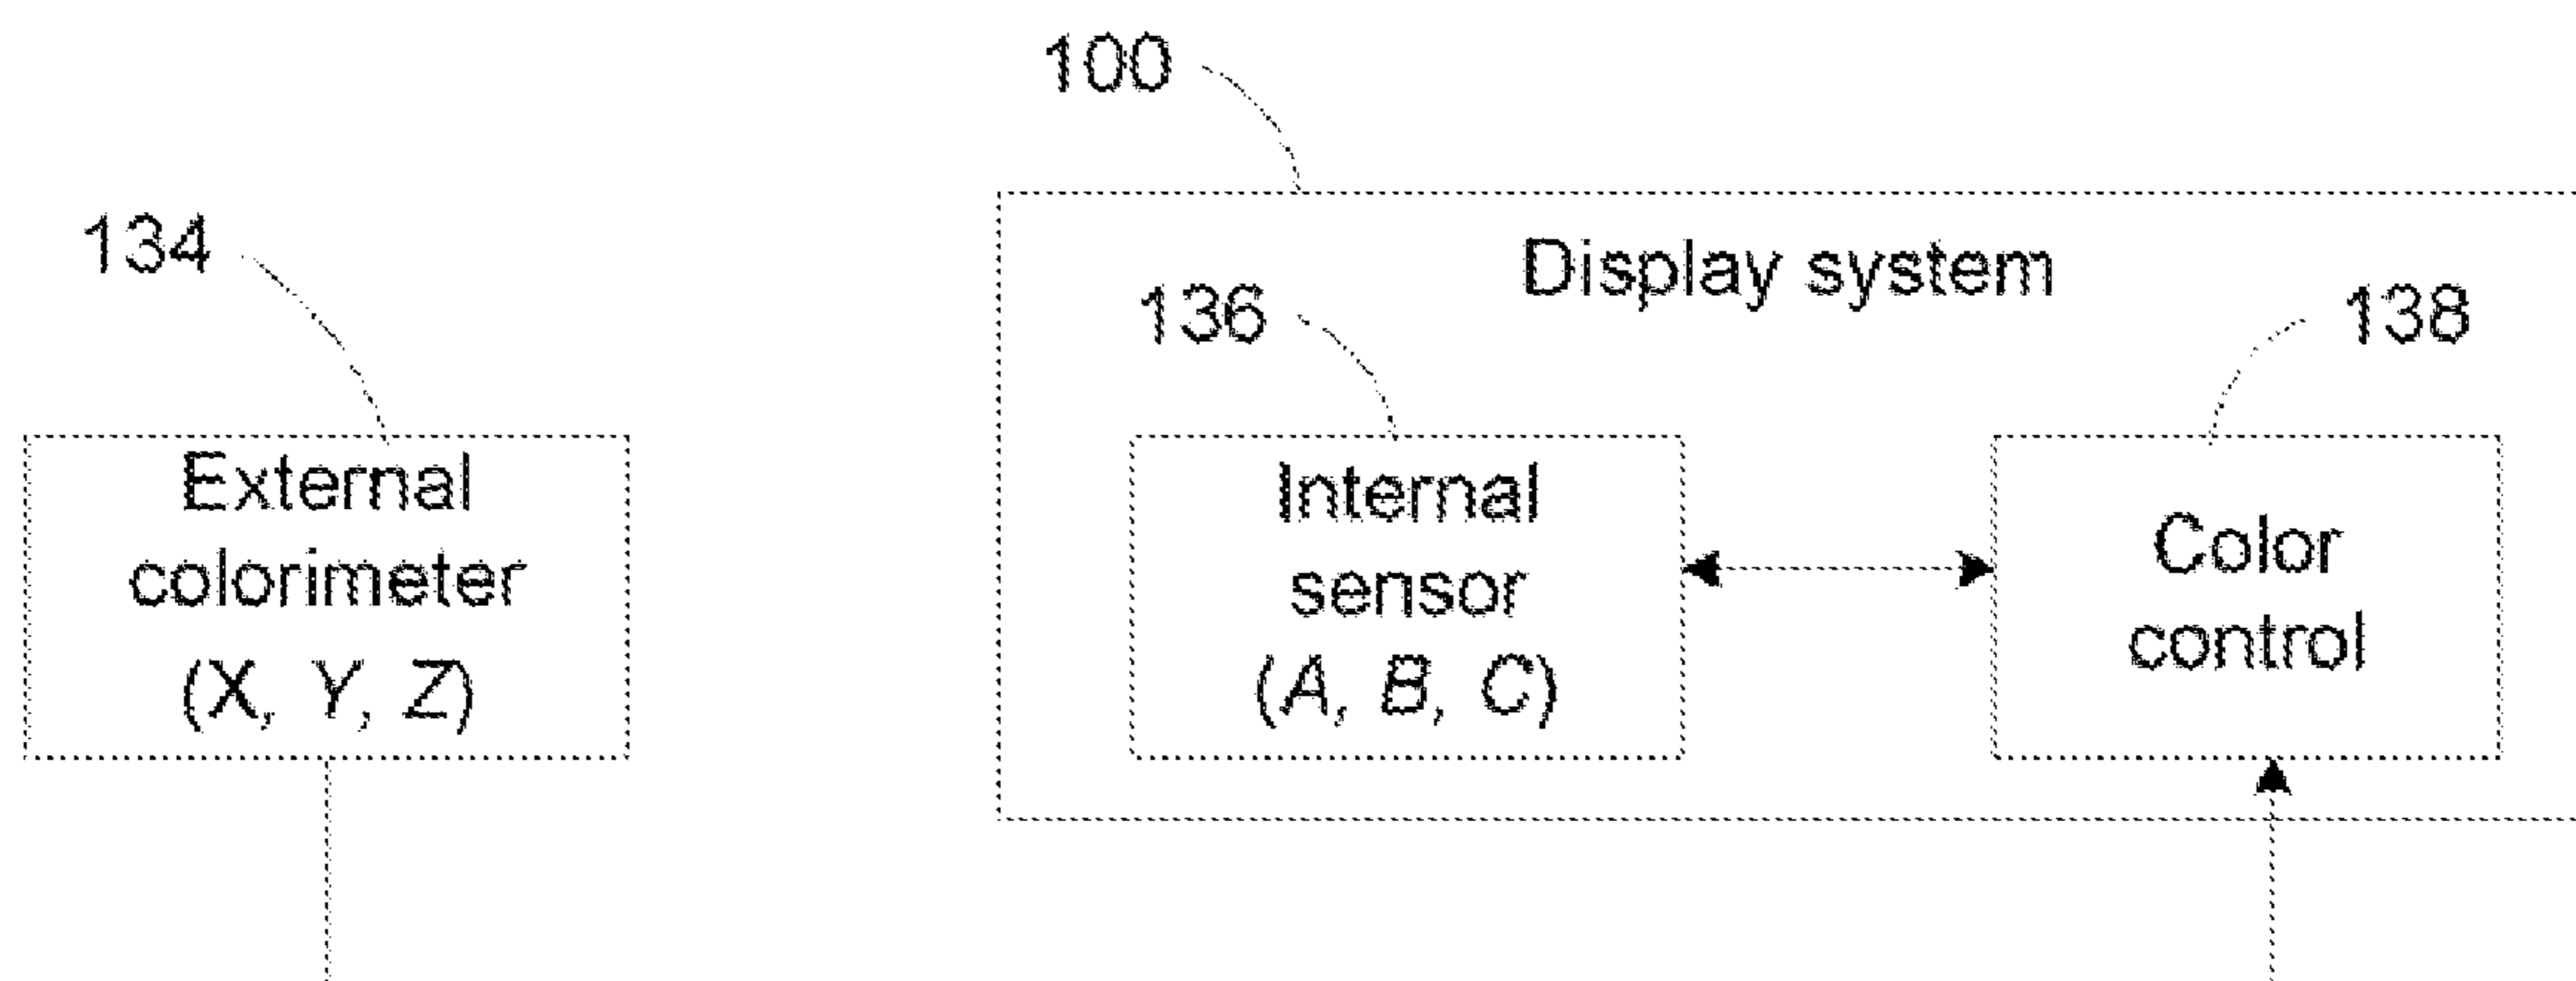 100
134
Display system
136
138
External
colorimeter
(X, Y, Z)
Internal
sensor
(A, B, C)
Color
control